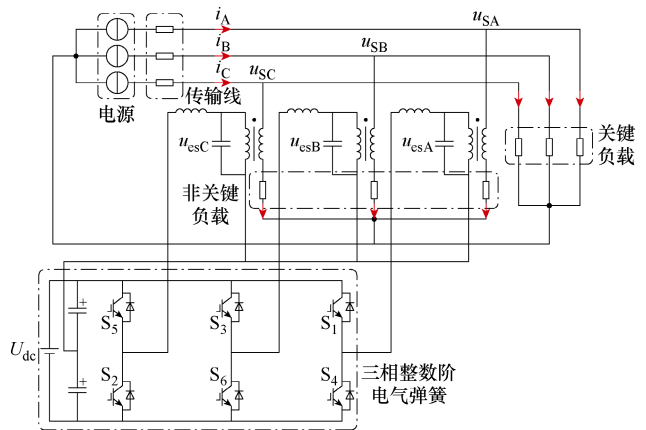 i_A
u_SA
i_B
u_SB
i_C
u_SC
传输线
电源
关键
负载
u_esC
u_esB
u_esA
非关键
负载
+
S_5
S_3
S_1
U_dc
+
S_2
S_6
S_4
三相整数阶
电气弹簧